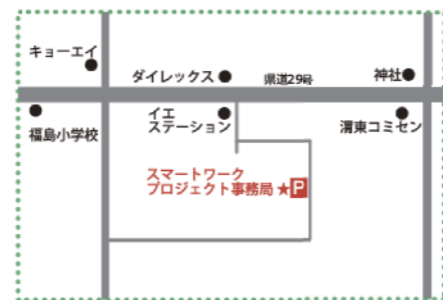 キョーエイ
ダイレックス
県道29号
神社
福島小学校
イエ
ステーション
渭東コミセン
スマートワーク
プロジェクト事務局 ★P